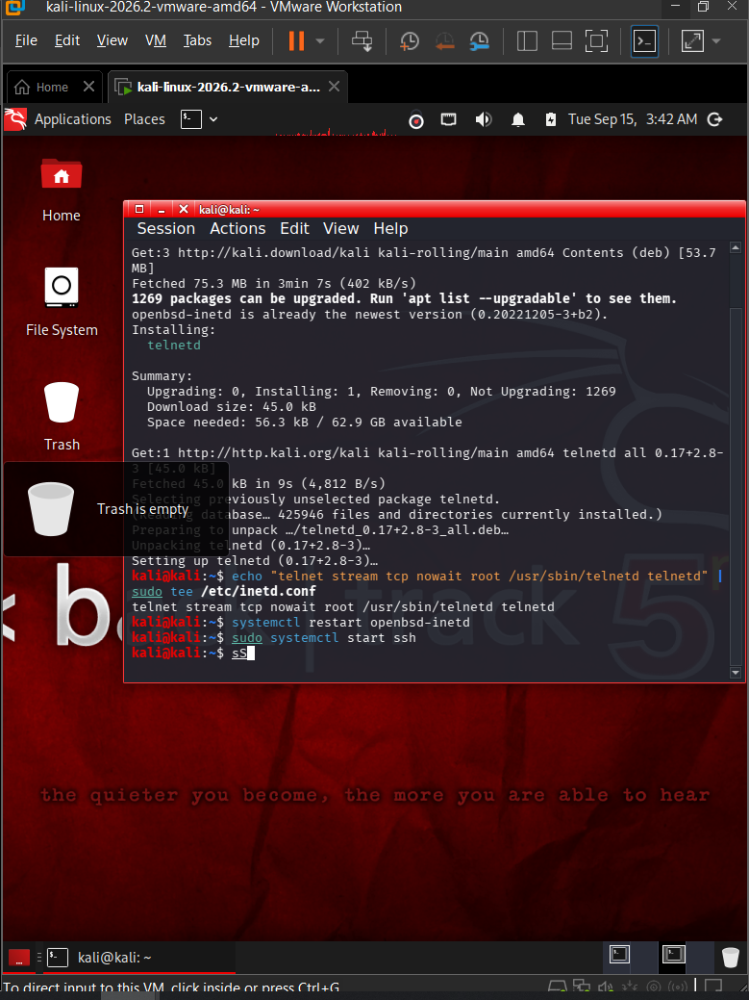 kali-linux-2026.2-vmware-amd64 - VMware Workstation
File Edit View VM Tabs Help
Home
kali-linux-2026.2-vmware-a...
Applications Places
Tue Sep 15, 3:42 AM
Home
kali@kali: ~
Session Actions Edit View Help
Get:3 http://kali.download/kali kali-rolling/main amd64 Contents (deb) [53.7
MB]
Fetched 75.3 MB in 3min 7s (402 kB/s)
1269 packages can be upgraded. Run 'apt list --upgradable' to see them.
openbsd-inetd is already the newest version (0.20221205-3+b2).
Installing:
telnetd
File System
Summary:
Upgrading: 0, Installing: 1, Removing: 0, Not Upgrading: 1269
Download size: 45.0 kB
Space needed: 56.3 kB / 62.9 GB available
Trash
Get:1 http://http.kali.org/kali kali-rolling/main amd64 telnetd all 0.17+2.8-
3 [45.0 kB]
Fetched 45.0 kB in 9s (4,812 B/s)
Selecting previously unselected package telnetd.
Trash is empty
(Reading database… 425946 files and directories currently installed.)
Preparing to unpack …/telnetd_0.17+2.8-3_all.deb…
Unpacking telnetd (0.17+2.8-3)…
Setting up telnetd (0.17+2.8-3)…
kali@kali:~$ echo "telnet stream tcp nowait root /usr/sbin/telnetd telnetd" |
sudo tee /etc/inetd.conf
telnet stream tcp nowait root /usr/sbin/telnetd telnetd
kali@kali:~$ systemctl restart openbsd-inetd
kali@kali:~$ sudo systemctl start ssh
kali@kali:~$ sS
track 5 r
the quieter you become, the more you are able to hear
kali@kali: ~
To direct input to this VM, click inside or press Ctrl+G.